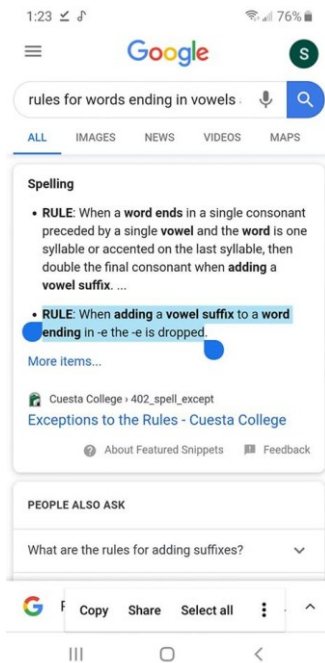 1:23
76%
Google
S
rules for words ending in vowels
ALL IMAGES NEWS VIDEOS MAPS
Spelling
• RULE: When a word ends in a single consonant
preceded by a single vowel and the word is one
syllable or accented on the last syllable, then
double the final consonant when adding a
vowel suffix. ...
• RULE: When adding a vowel suffix to a word
ending in -e the -e is dropped.
More items...
Cuesta College › 402_spell_except
Exceptions to the Rules - Cuesta College
About Featured Snippets Feedback
PEOPLE ALSO ASK
What are the rules for adding suffixes?
G
Copy Share Select all